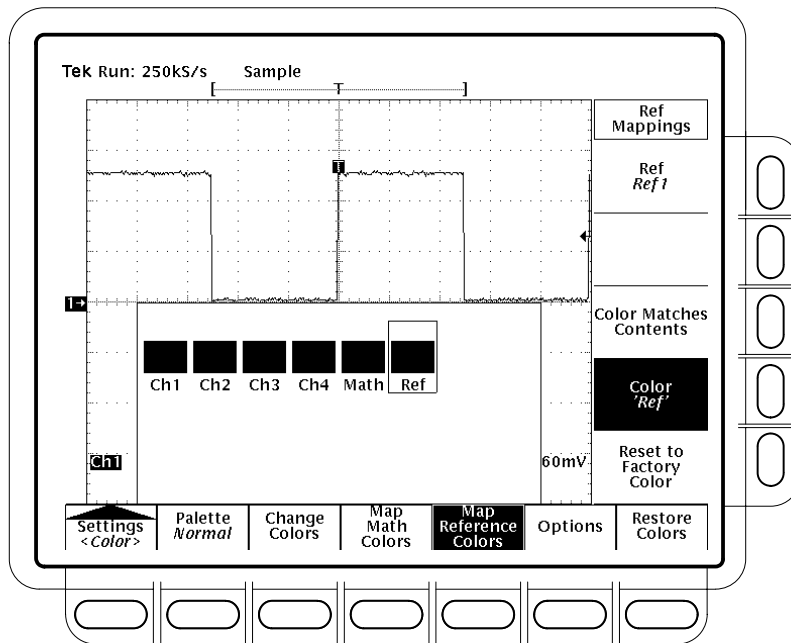 Tek Run: 250kS/s Sample
[ T ]
T
1→
Ch1 Ch2 Ch3 Ch4 Math Ref
Ch1 60mV
Ref
Mappings
Ref
Ref1
Color Matches
Contents
Color
'Ref'
Reset to
Factory
Color
Settings
<Color>
Palette
Normal
Change
Colors
Map
Math
Colors
Map
Reference
Colors
Options
Restore
Colors